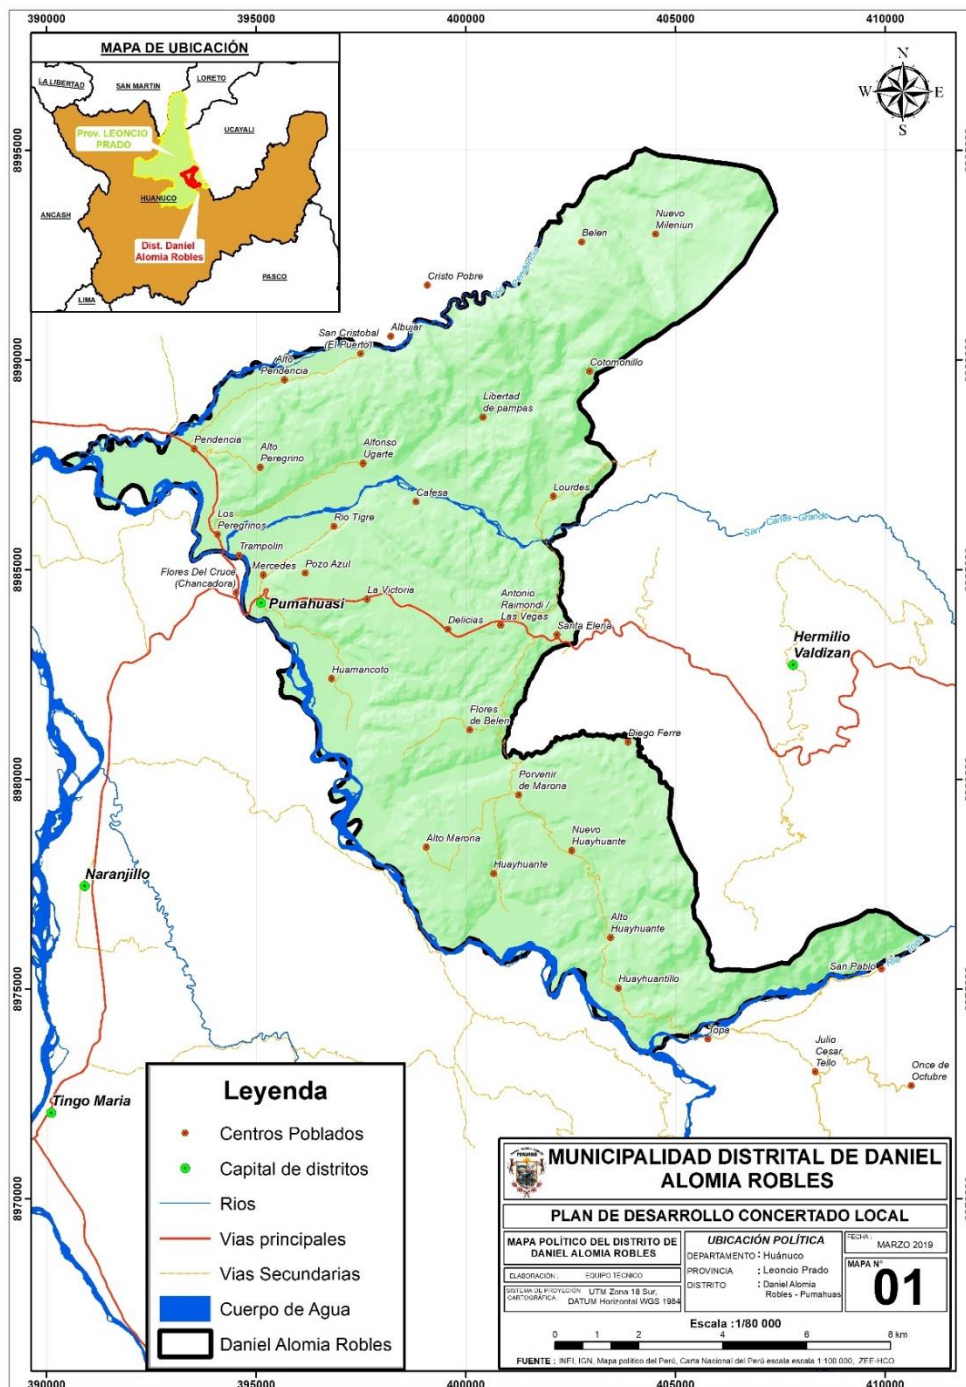 390000
395000
400000
405000
410000
MAPA DE UBICACIÓN
LA LIBERTAD
SAN MARTIN
LORETO
UCAYALI
Prov. LEONCIO
PRADO
HUANUCO
ANCASH
Dist. Daniel
Alomia Robles
PASCO
LIMA
N
W
E
S
8995000
8990000
8985000
8980000
8975000
8970000
Nuevo
Mileniun
Belen
Cristo Pobre
Albujar
San Cristobal
(El Puerto)
Alto
Pendencia
Cotomonillo
Libertad
de pampas
Pendencia
Alto
Peregrino
Alfonso
Ugarte
Cafesa
Lourdes
Los
Peregrinos
Rio Tigre
San Carlos Grande
Trampolin
Mercedes
Pozo Azul
Flores Del Cruce
(Chancadora)
Pumahuasi
La Victoria
Antonio
Raimondi /
Las Vegas
Delicias
Santa Elena
Hermilio
Valdizan
Huamancoto
Flores
de Belen
Diego Ferre
Porvenir
de Marona
Alto Marona
Nuevo
Huayhuante
Huayhuante
Naranjillo
Alto
Huayhuante
San Pablo
Huayhuantillo
Topa
Julio
Cesar
Tello
Once de
Octubre
Tingo Maria
Leyenda
Centros Poblados
Capital de distritos
Rios
Vias principales
Vias Secundarias
Cuerpo de Agua
Daniel Alomia Robles
MUNICIPALIDAD DISTRITAL DE DANIEL
ALOMIA ROBLES
PLAN DE DESARROLLO CONCERTADO LOCAL
MAPA POLÍTICO DEL DISTRITO DE
DANIEL ALOMIA ROBLES
ELABORACIÓN : EQUIPO TÉCNICO
SISTEMA DE PROYECIÓN
CARTOGRÁFICA:
UTM Zona 18 Sur,
DATUM Horizontal WGS 1984
UBICACIÓN POLÍTICA
DEPARTAMENTO : Huánuco
PROVINCIA : Leoncio Prado
DISTRITO : Daniel Alomia
Robles - Pumahuas
FECHA :
MARZO 2019
MAPA N°
01
Escala :1/80 000
0 1 2 4 6 8 km
FUENTE : INEI, IGN, Mapa político del Perú, Carta Nacional del Perú escala escala 1:100 000, ZEE-HCO